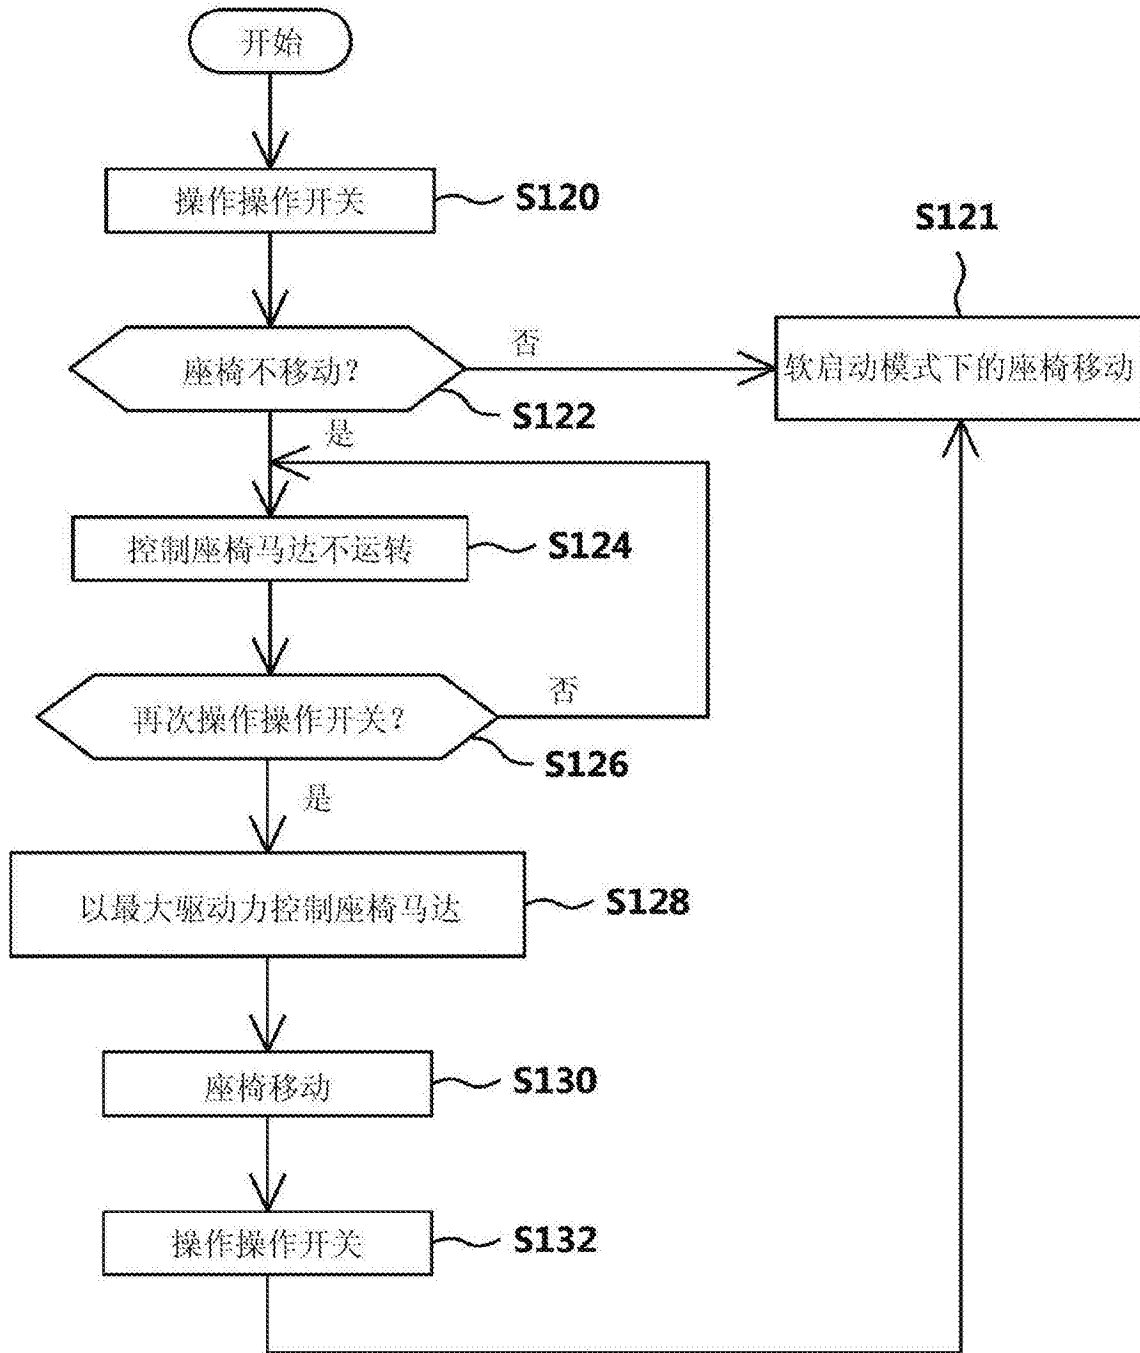 开始
操作操作开关
S120
S121
座椅不移动？
否
软启动模式下的座椅移动
S122
是
控制座椅马达不运转
S124
再次操作操作开关？
否
S126
是
以最大驱动力控制座椅马达
S128
座椅移动
S130
操作操作开关
S132